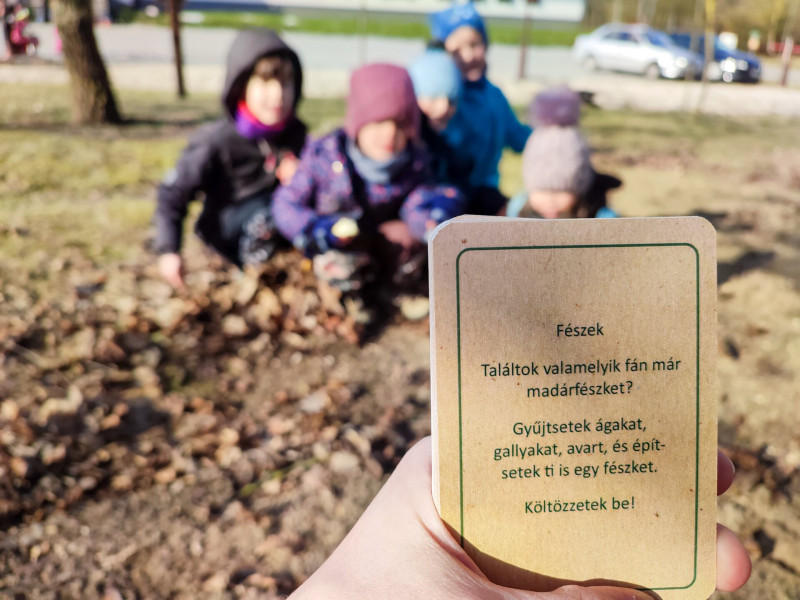 Fészek
Találtok valamelyik fán már
madárfészket?
Gyűjtsetek ágakat,
gallyakat, avart, és épít-
setek ti is egy fészket.
Költözzetek be!